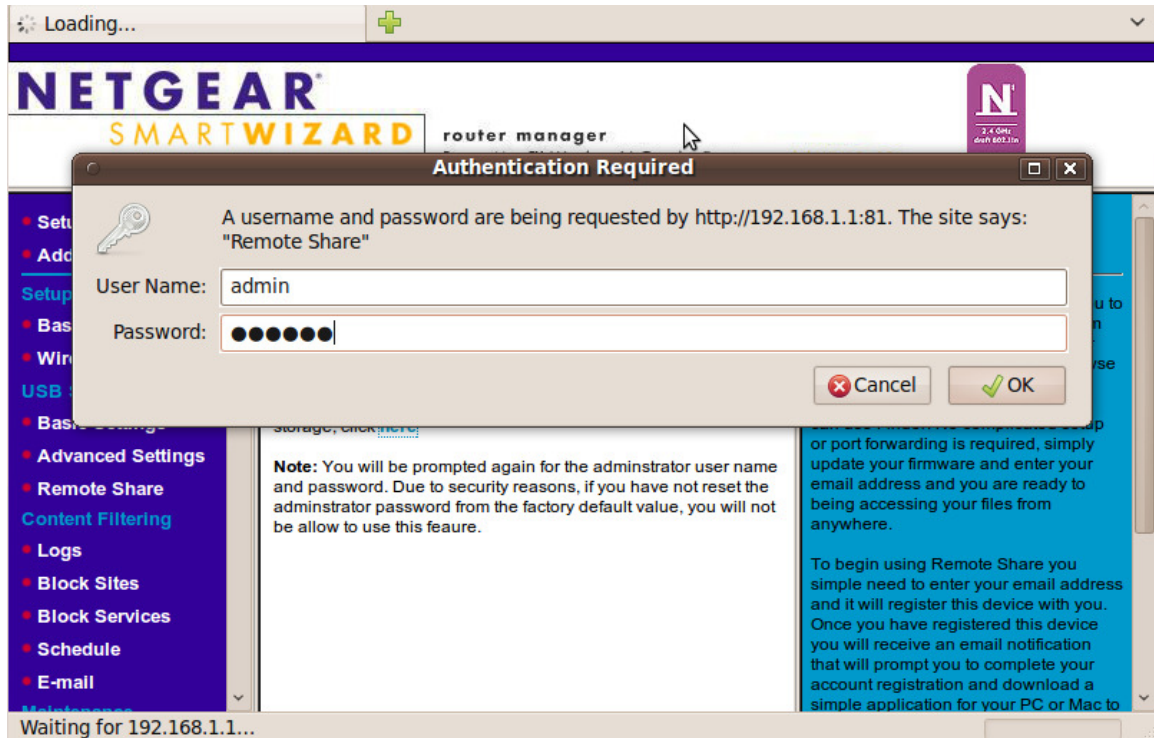 Loading...
NETGEAR
SMARTWIZARD router manager
N
2.4 GHz
draft 802.11n
Authentication Required
A username and password are being requested by http://192.168.1.1:81. The site says:
"Remote Share"
User Name: admin
Password: ●●●●●●
Cancel
OK
Setup
USB
Basic Settings
Advanced Settings
Remote Share
Content Filtering
Logs
Block Sites
Block Services
Schedule
E-mail
Maintenance
storage, click here
Note: You will be prompted again for the adminstrator user name
and password. Due to security reasons, if you have not reset the
adminstrator password from the factory default value, you will not
be allow to use this feaure.
u to
or port forwarding is required, simply
update your firmware and enter your
email address and you are ready to
being accessing your files from
anywhere.
To begin using Remote Share you
simple need to enter your email address
and it will register this device with you.
Once you have registered this device
you will receive an email notification
that will prompt you to complete your
account registration and download a
simple application for your PC or Mac to
Waiting for 192.168.1.1...